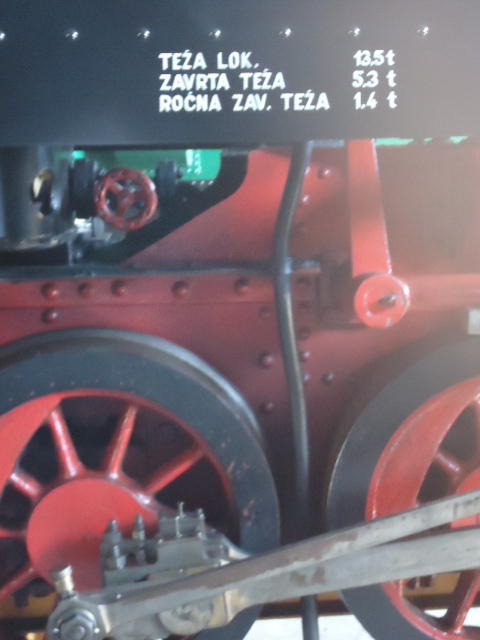 TEŽA LOK. 13.5 t
ZAVRTA TEŽA 5.3 t
ROČNA ZAV. TEŽA 1.4 t